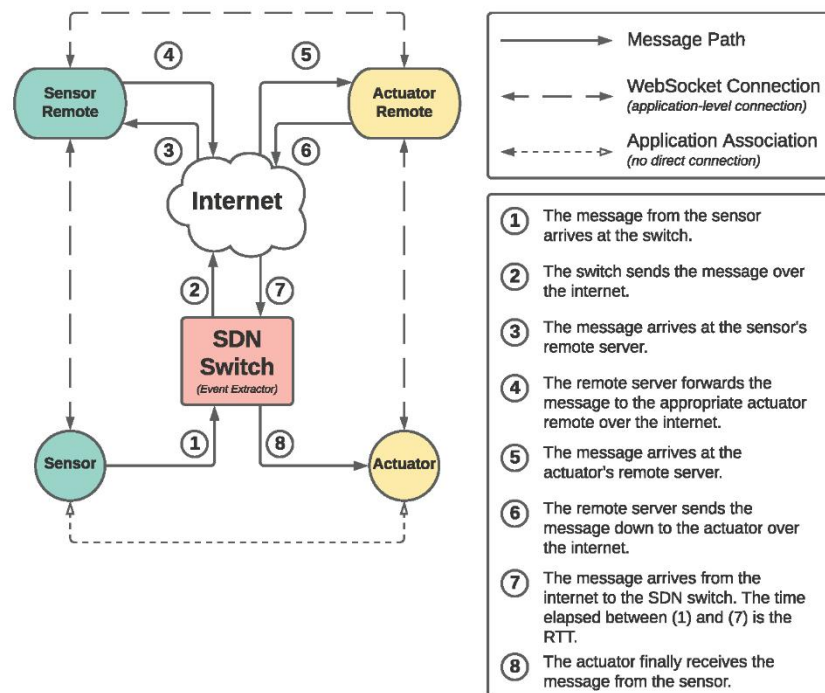 4
5
Sensor
Remote
Actuator
Remote
3
6
Internet
2
7
SDN
Switch
(Event Extractor)
1
8
Sensor
Actuator
Message Path
WebSocket Connection
(application-level connection)
Application Association
(no direct connection)
1 The message from the sensor
arrives at the switch.
2 The switch sends the message over
the internet.
3 The message arrives at the sensor's
remote server.
4 The remote server forwards the
message to the appropriate actuator
remote over the internet.
5 The message arrives at the
actuator's remote server.
6 The remote server sends the
message down to the actuator over
the internet.
7 The message arrives from the
internet to the SDN switch. The time
elapsed between (1) and (7) is the
RTT.
8 The actuator finally receives the
message from the sensor.